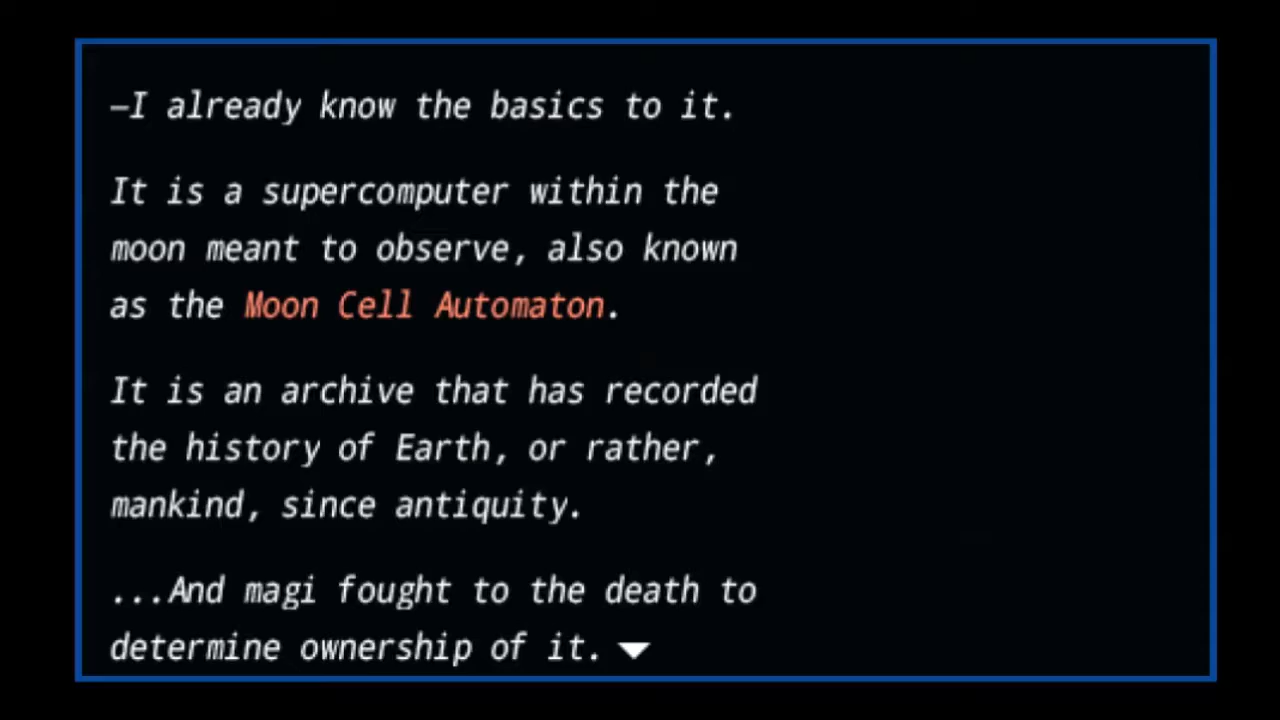 —I already know the basics to it.
It is a supercomputer within the
moon meant to observe, also known
as the Moon Cell Automaton.
It is an archive that has recorded
the history of Earth, or rather,
mankind, since antiquity.
...And magi fought to the death to
determine ownership of it.